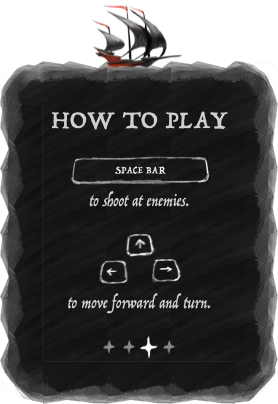 HOW TO PLAY
SPACE BAR
to shoot at enemies.
to move forward and turn.